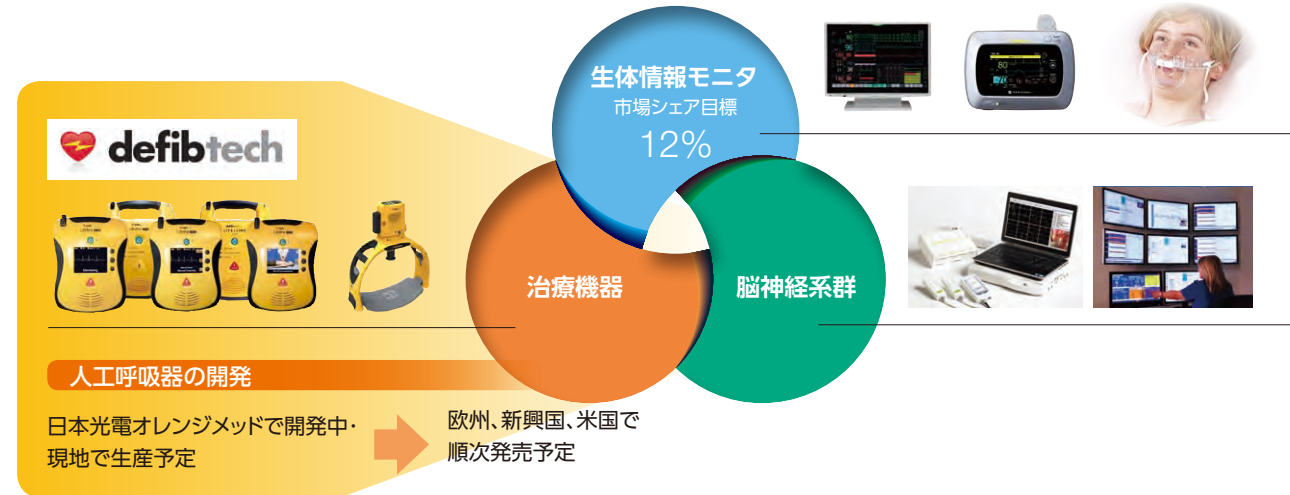 生体情報モニタ
市場シェア目標
12%
defibtech
治療機器
脳神経系群
人工呼吸器の開発
日本光電オレンジメッドで開発中・
現地で生産予定
欧州、新興国、米国で
順次発売予定